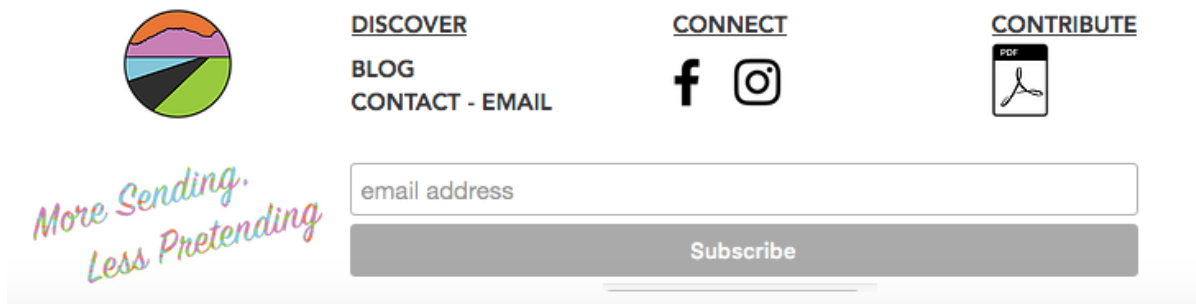 DISCOVER
BLOG
CONTACT - EMAIL
CONNECT
CONTRIBUTE
PDF
More Sending,
Less Pretending
email address
Subscribe